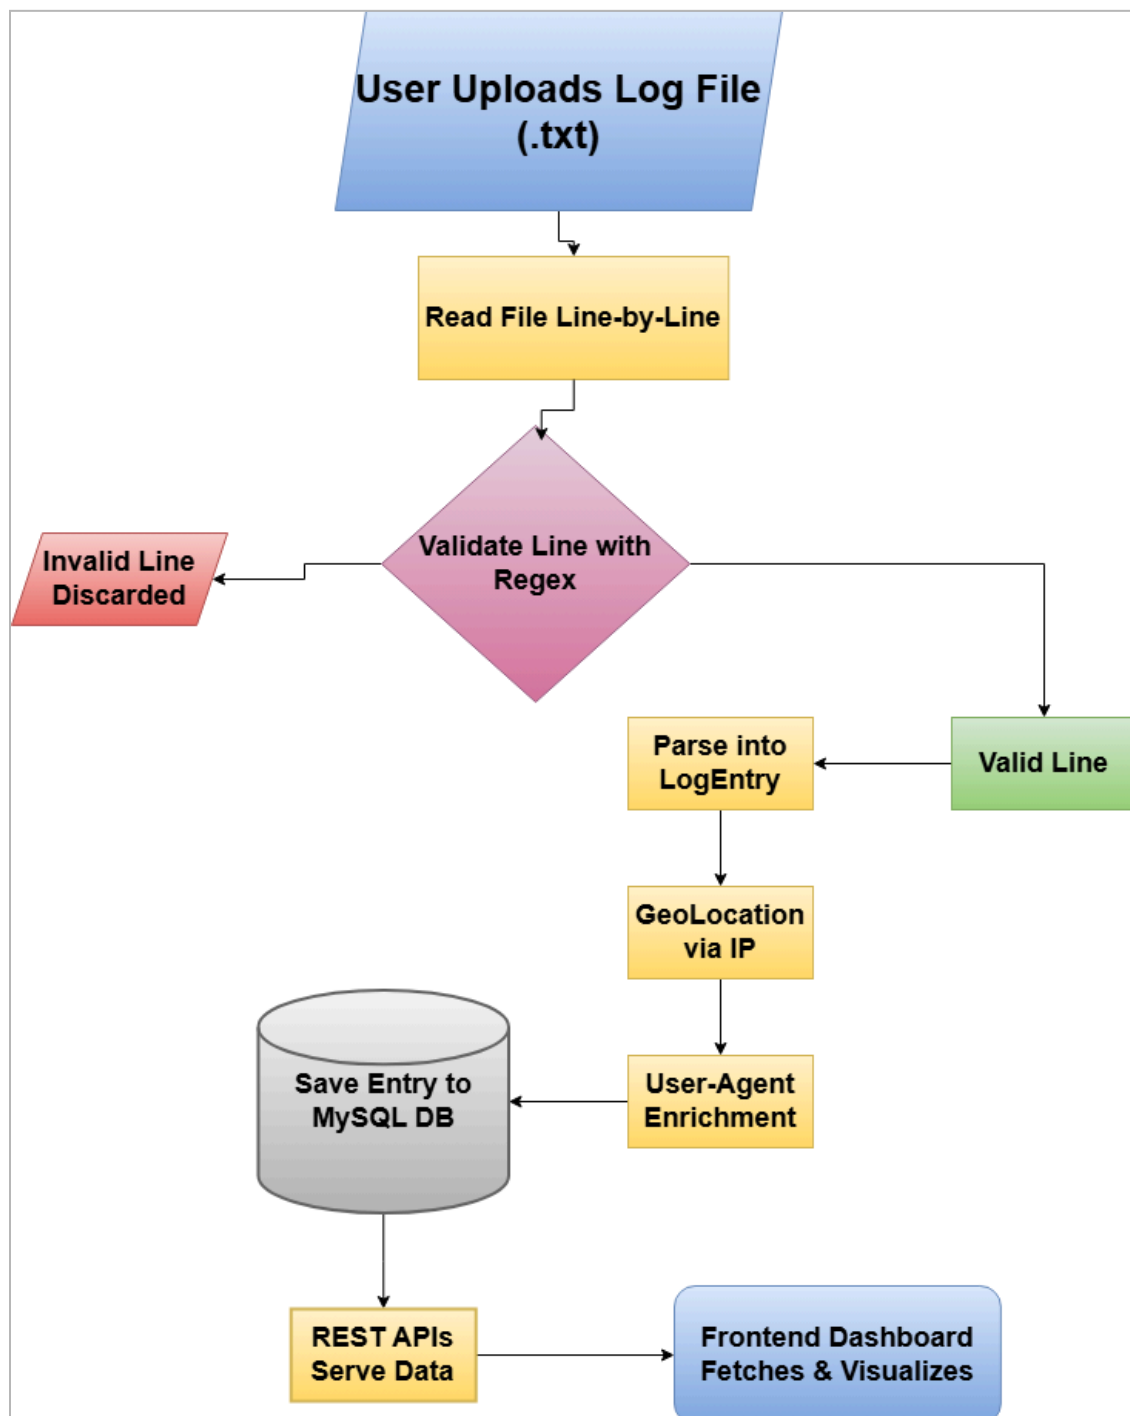 User Uploads Log File
(.txt)
Read File Line-by-Line
Validate Line with
Regex
Invalid Line
Discarded
Valid Line
Parse into
LogEntry
GeoLocation
via IP
User-Agent
Enrichment
Save Entry to
MySQL DB
REST APIs
Serve Data
Frontend Dashboard
Fetches & Visualizes